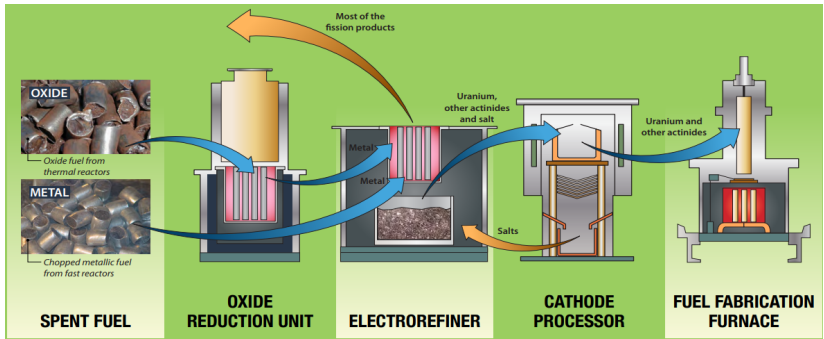 Most of the
fission products
OXIDE
Oxide fuel from
thermal reactors
METAL
Chopped metallic fuel
from fast reactors
Metal
Metal
Uranium,
other actinides
and salt
Salts
Uranium and
other actinides
SPENT FUEL
OXIDE
REDUCTION UNIT
ELECTROREFINER
CATHODE
PROCESSOR
FUEL FABRICATION
FURNACE